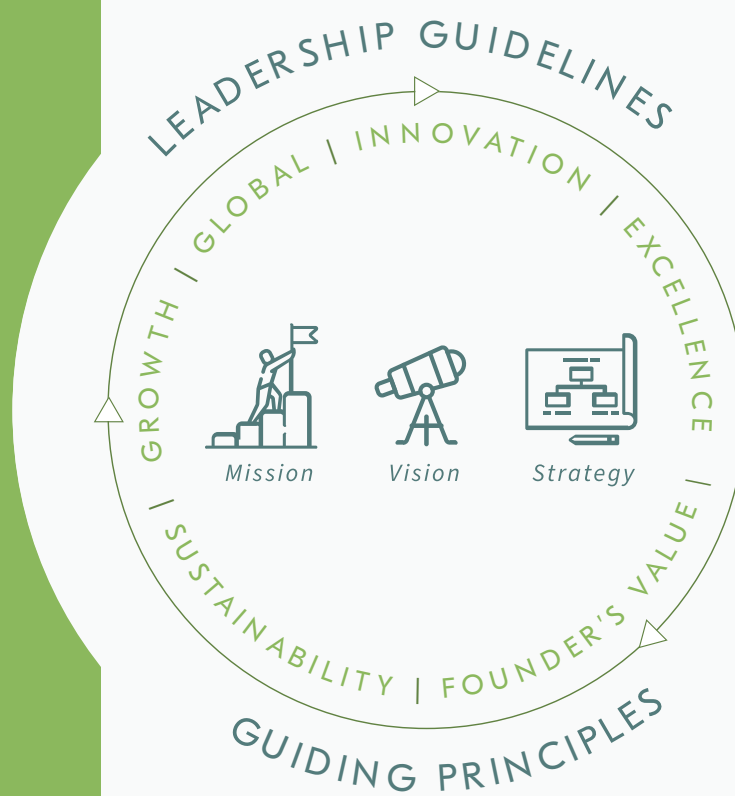 LEADERSHIP GUIDELINES
GROWTH | GLOBAL | INNOVATION | EXCELLENCE
Mission
Vision
Strategy
| SUSTAINABILITY | FOUNDER'S VALUE |
GUIDING PRINCIPLES